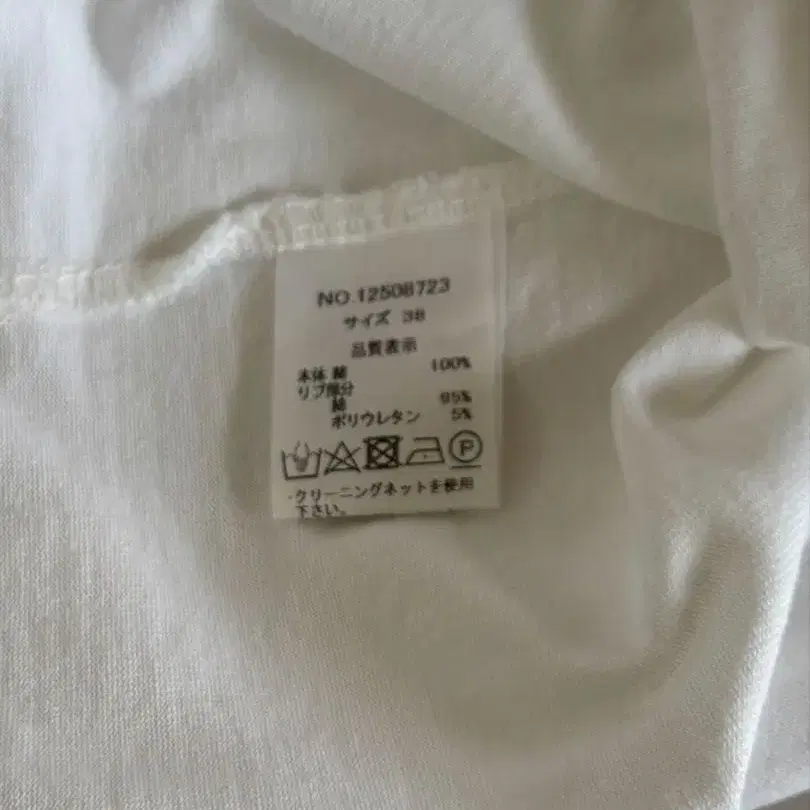 NO.12508723
サイズ 38
品質表示
本体 綿 100%
リブ部分
綿 95%
ポリウレタン 5%
P
・クリーニングネットを使用
下さい。